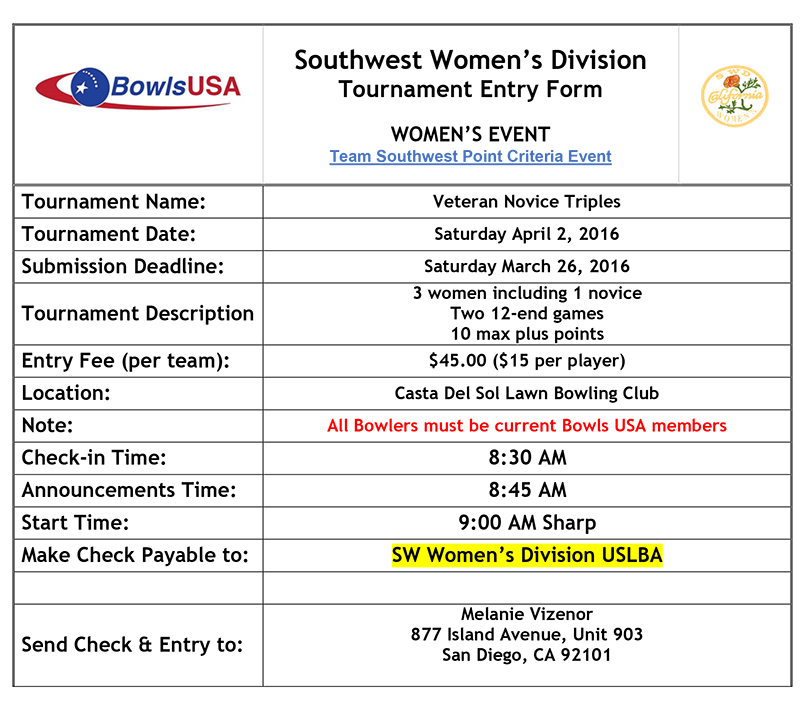 BowlsUSA
Southwest Women's Division
Tournament Entry Form
WOMEN'S EVENT
Team Southwest Point Criteria Event
SWD
California
WOMEN
Tournament Name: Veteran Novice Triples
Tournament Date: Saturday April 2, 2016
Submission Deadline: Saturday March 26, 2016
Tournament Description
3 women including 1 novice
Two 12-end games
10 max plus points
Entry Fee (per team): $45.00 ($15 per player)
Location: Casta Del Sol Lawn Bowling Club
Note: All Bowlers must be current Bowls USA members
Check-in Time: 8:30 AM
Announcements Time: 8:45 AM
Start Time: 9:00 AM Sharp
Make Check Payable to: SW Women's Division USLBA
Send Check & Entry to:
Melanie Vizenor
877 Island Avenue, Unit 903
San Diego, CA 92101